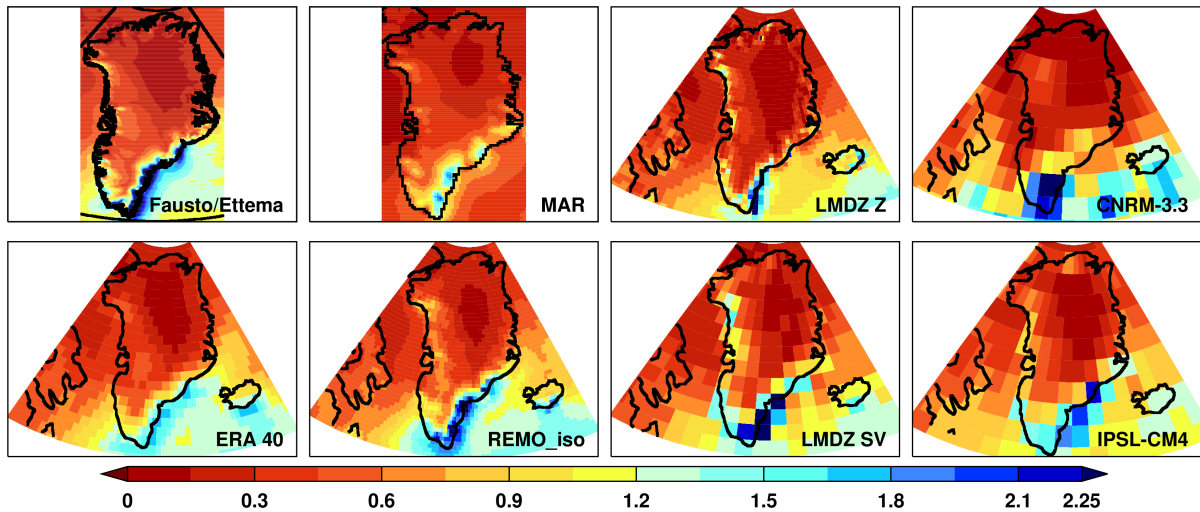 Fausto/Ettema
MAR
LMDZ Z
CNRM-3.3
ERA 40
REMO_iso
LMDZ SV
IPSL-CM4
0 0.3 0.6 0.9 1.2 1.5 1.8 2.1 2.25